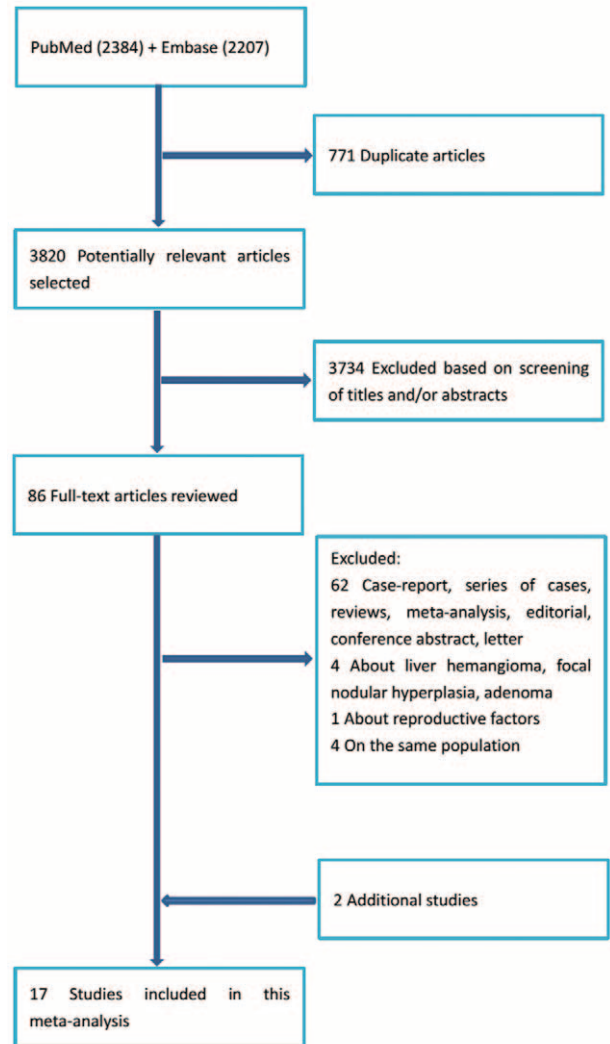 PubMed (2384) + Embase (2207)
771 Duplicate articles
3820 Potentially relevant articles
selected
3734 Excluded based on screening
of titles and/or abstracts
86 Full-text articles reviewed
Excluded:
62 Case-report, series of cases,
reviews, meta-analysis, editorial,
conference abstract, letter
4 About liver hemangioma, focal
nodular hyperplasia, adenoma
1 About reproductive factors
4 On the same population
2 Additional studies
17 Studies included in this
meta-analysis